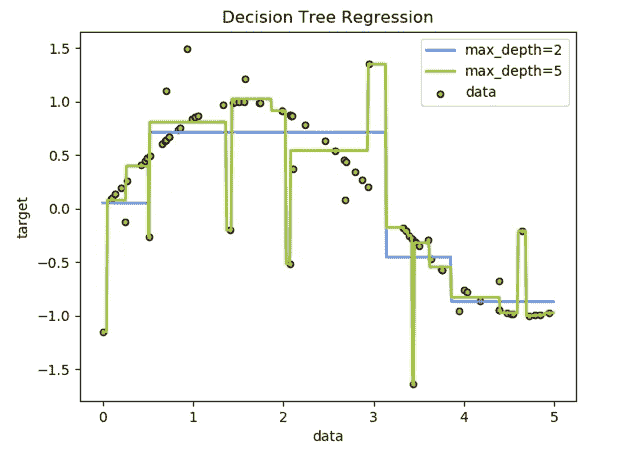 Decision Tree Regression
max_depth=2
max_depth=5
data
1.5
1.0
0.5
0.0
−0.5
−1.0
−1.5
target
0 1 2 3 4 5
data